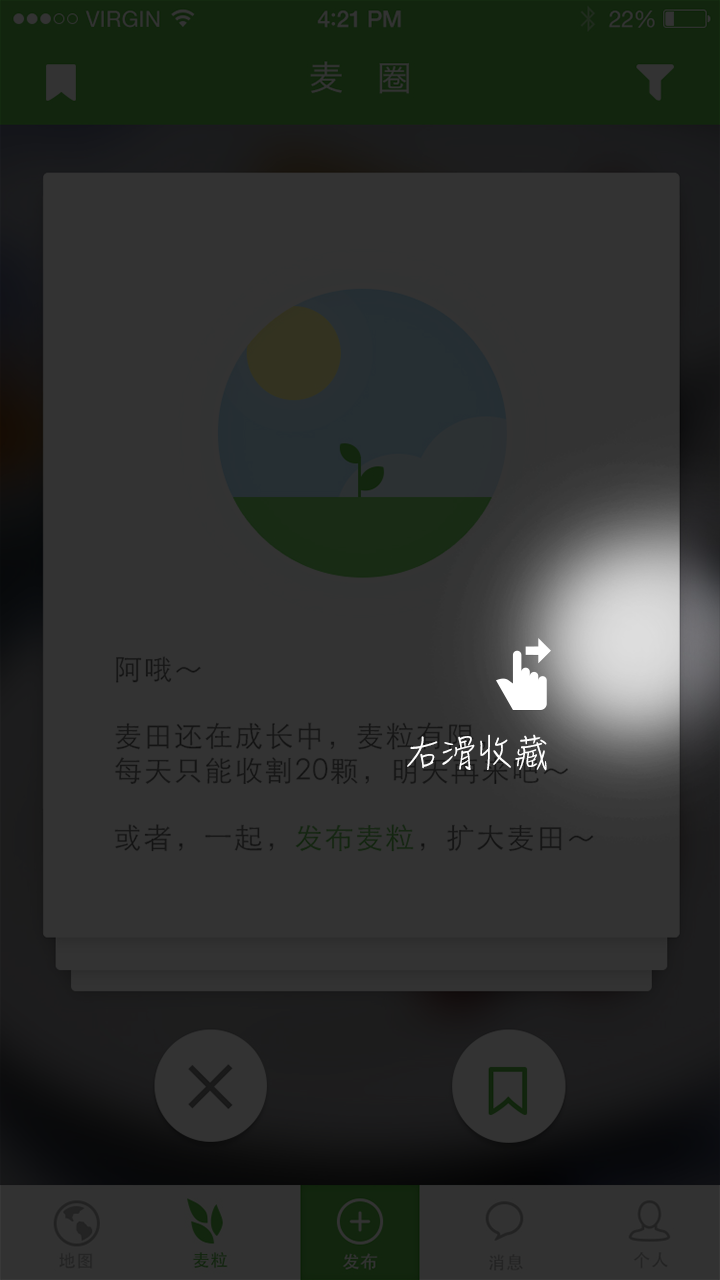 VIRGIN 4:21 PM 22%
麦 圈
阿哦～
麦田还在成长中，麦粒有限
每天只能收割20颗，明天再来吧～
右滑收藏
或者，一起，发布麦粒，扩大麦田～
地图 麦粒 发布 消息 个人